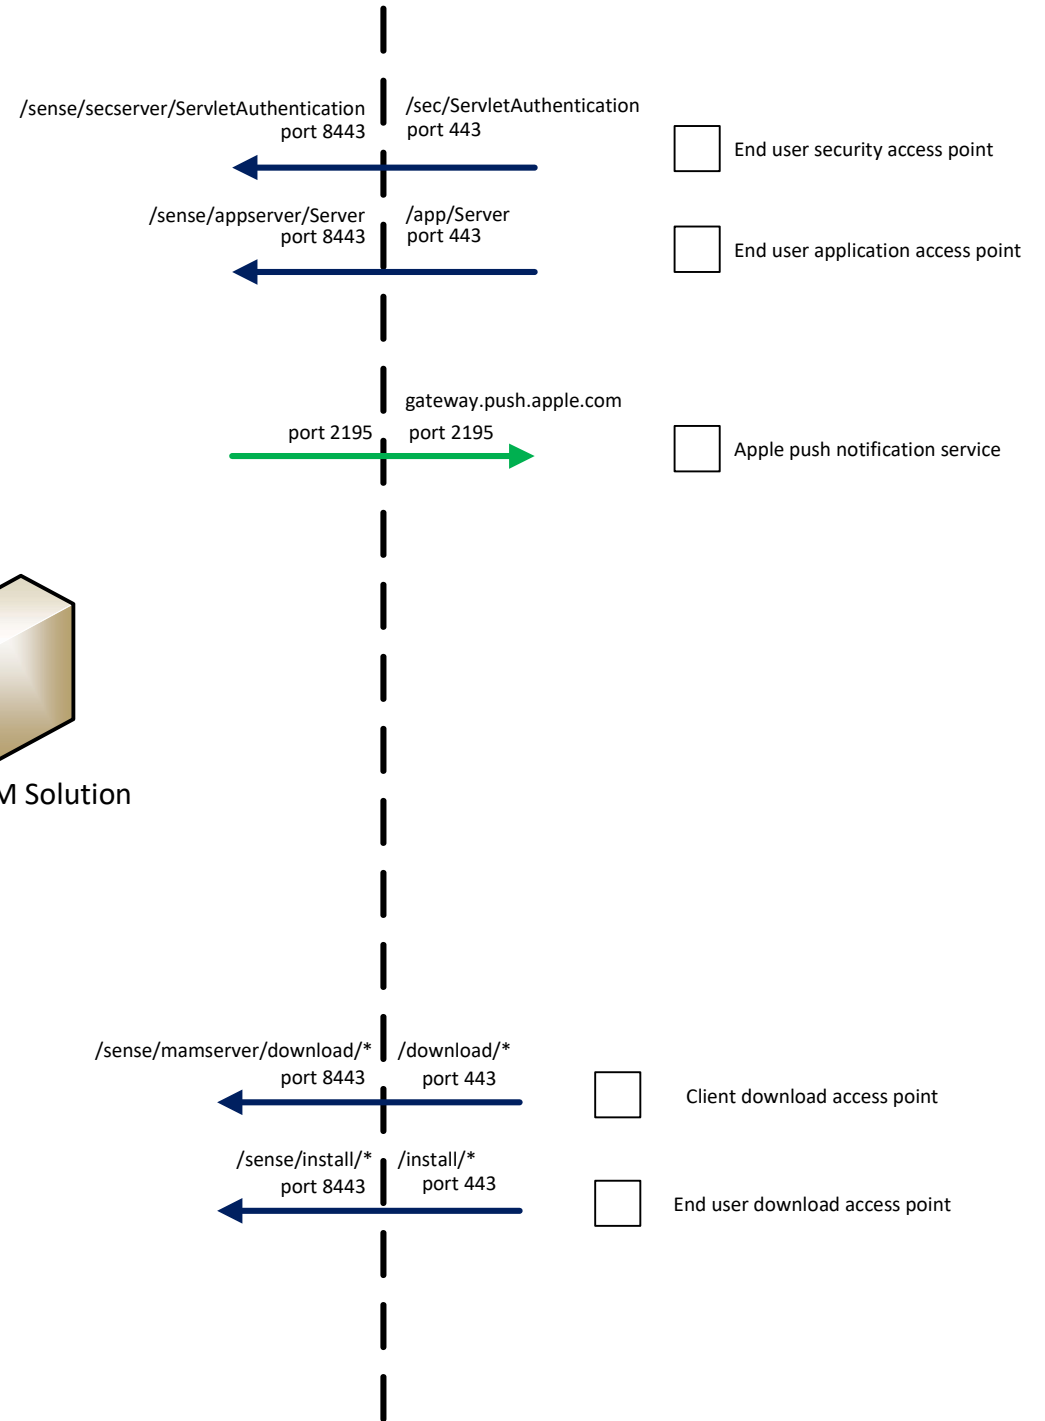 /sense/secserver/ServletAuthentication
port 8443
/sec/ServletAuthentication
port 443
End user security access point
/sense/appserver/Server
port 8443
/app/Server
port 443
End user application access point
gateway.push.apple.com
port 2195
port 2195
Apple push notification service
M Solution
/sense/mamserver/download/*
port 8443
/download/*
port 443
Client download access point
/sense/install/*
port 8443
/install/*
port 443
End user download access point